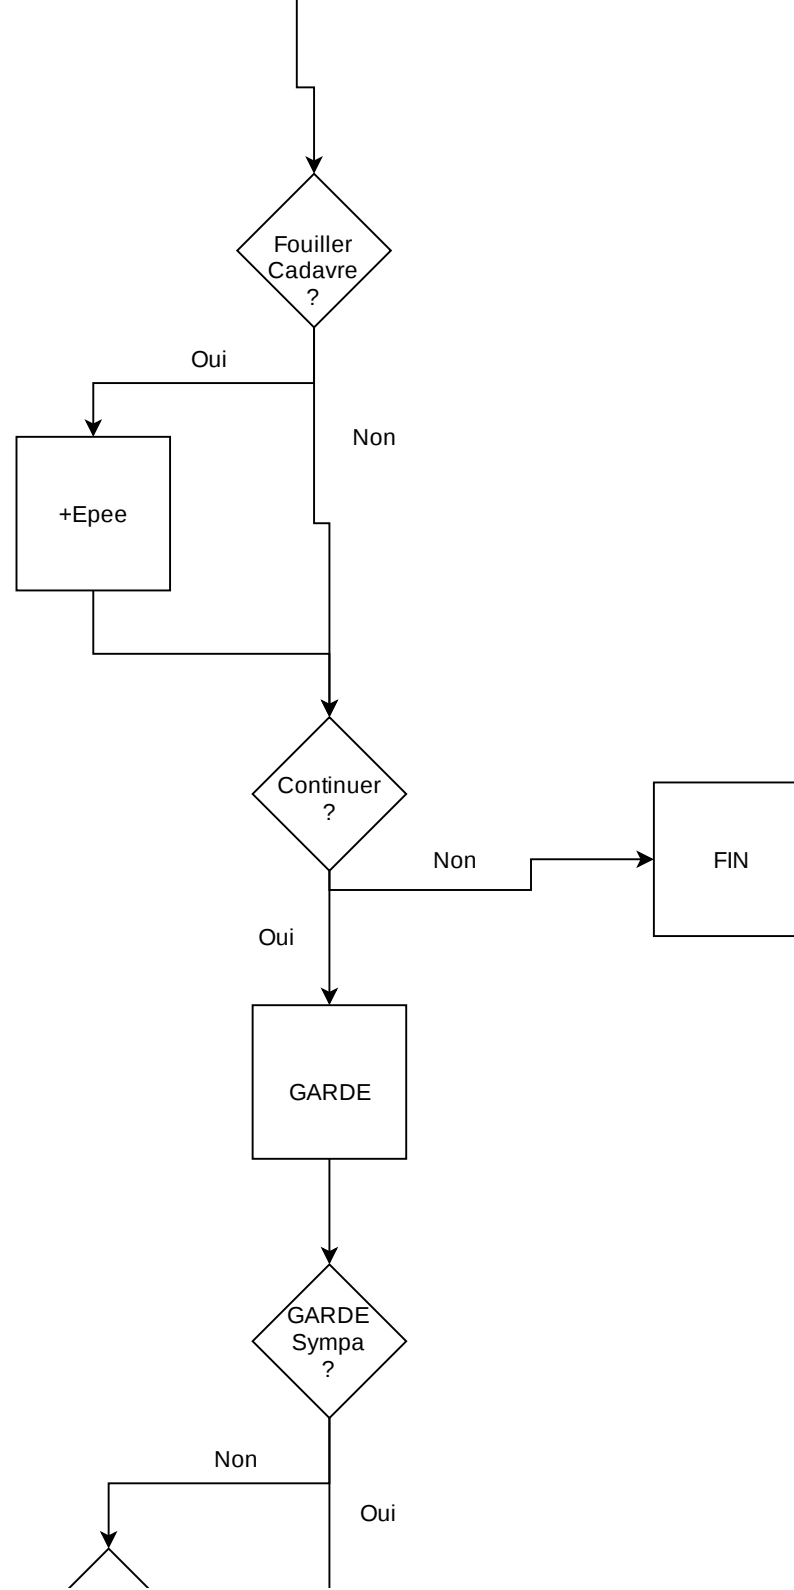 Fouiller
Cadavre
?
Oui
Non
+Epee
Continuer
?
Non
FIN
Oui
GARDE
GARDE
Sympa
?
Non
Oui